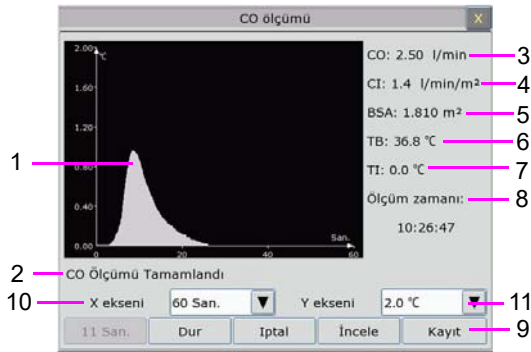 CO ölçümü X
2.00
℃
1.60
1.20
0.80
0.40
0.00
20
40
60
San.
CO: 2.50 l/min
CI: 1.4 l/min/m²
BSA: 1.810 m²
TB: 36.8 ℃
TI: 0.0 ℃
Ölçüm zamanı:
10:26:47
CO Ölçümü Tamamlandı
X ekseni 60 San. ▼ Y ekseni 2.0 ℃ ▼
11 San. Dur Iptal İncele Kayıt
1
2
10
3
4
5
6
7
8
11
9